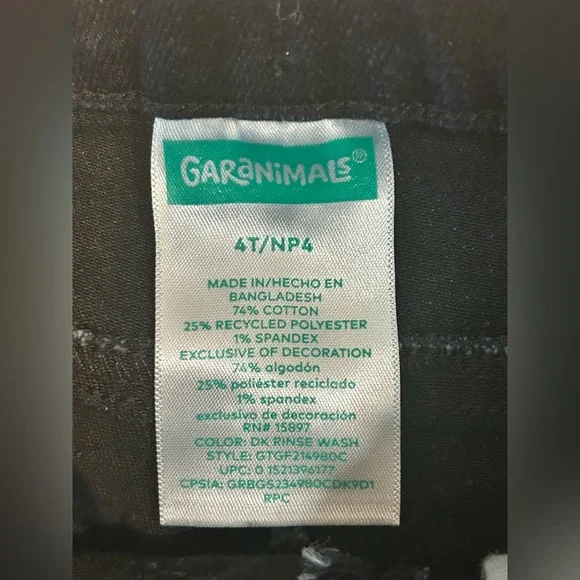 GARaNiMaLS®
4T/NP4
MADE IN/HECHO EN
BANGLADESH
74% COTTON
25% RECYCLED POLYESTER
1% SPANDEX
EXCLUSIVE OF DECORATION
74% algodón
25% poliéster reciclado
1% spandex
exclusivo de decoración
RN# 15897
COLOR: DK RINSE WASH
STYLE: GTGF214980C
UPC: 0 1521396177
CPSIA: GRBGS234980CDK9D1
RPC